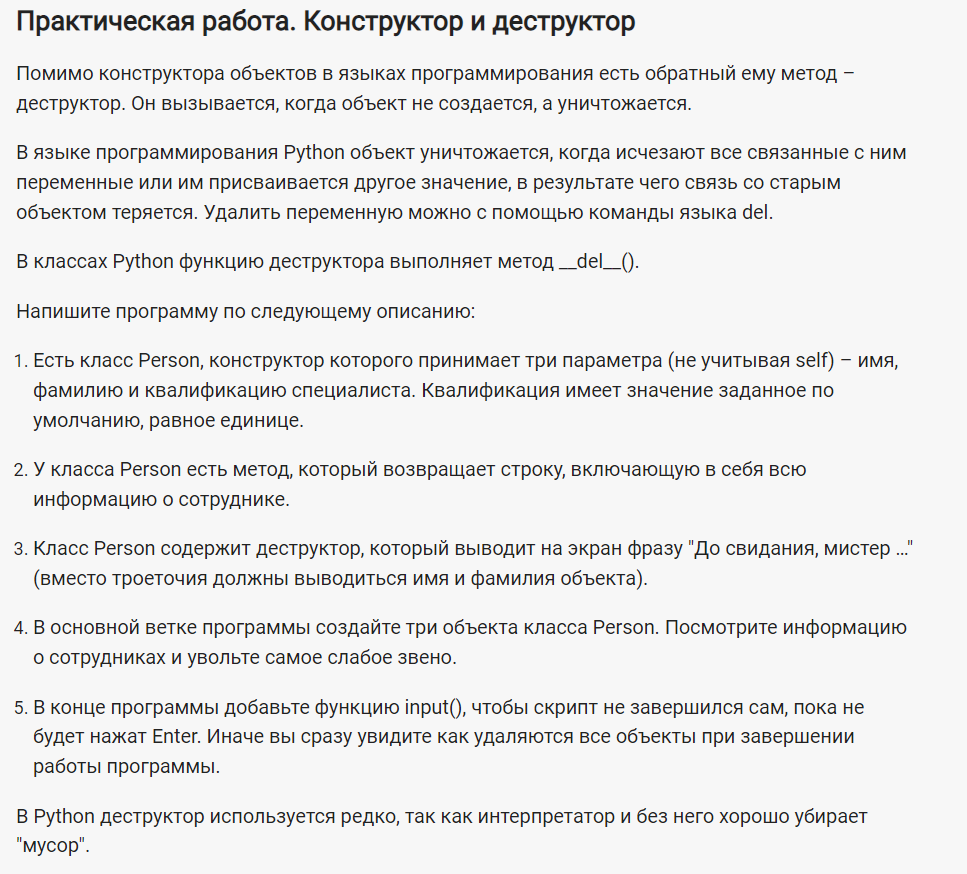 Практическая работа. Конструктор и деструктор
Помимо конструктора объектов в языках программирования есть обратный ему метод –
деструктор. Он вызывается, когда объект не создается, а уничтожается.
В языке программирования Python объект уничтожается, когда исчезают все связанные с ним
переменные или им присваивается другое значение, в результате чего связь со старым
объектом теряется. Удалить переменную можно с помощью команды языка del.
В классах Python функцию деструктора выполняет метод __del__().
Напишите программу по следующему описанию:
1. Есть класс Person, конструктор которого принимает три параметра (не учитывая self) – имя,
фамилию и квалификацию специалиста. Квалификация имеет значение заданное по
умолчанию, равное единице.
2. У класса Person есть метод, который возвращает строку, включающую в себя всю
информацию о сотруднике.
3. Класс Person содержит деструктор, который выводит на экран фразу "До свидания, мистер …"
(вместо троеточия должны выводиться имя и фамилия объекта).
4. В основной ветке программы создайте три объекта класса Person. Посмотрите информацию
о сотрудниках и увольте самое слабое звено.
5. В конце программы добавьте функцию input(), чтобы скрипт не завершился сам, пока не
будет нажат Enter. Иначе вы сразу увидите как удаляются все объекты при завершении
работы программы.
В Python деструктор используется редко, так как интерпретатор и без него хорошо убирает
"мусор".